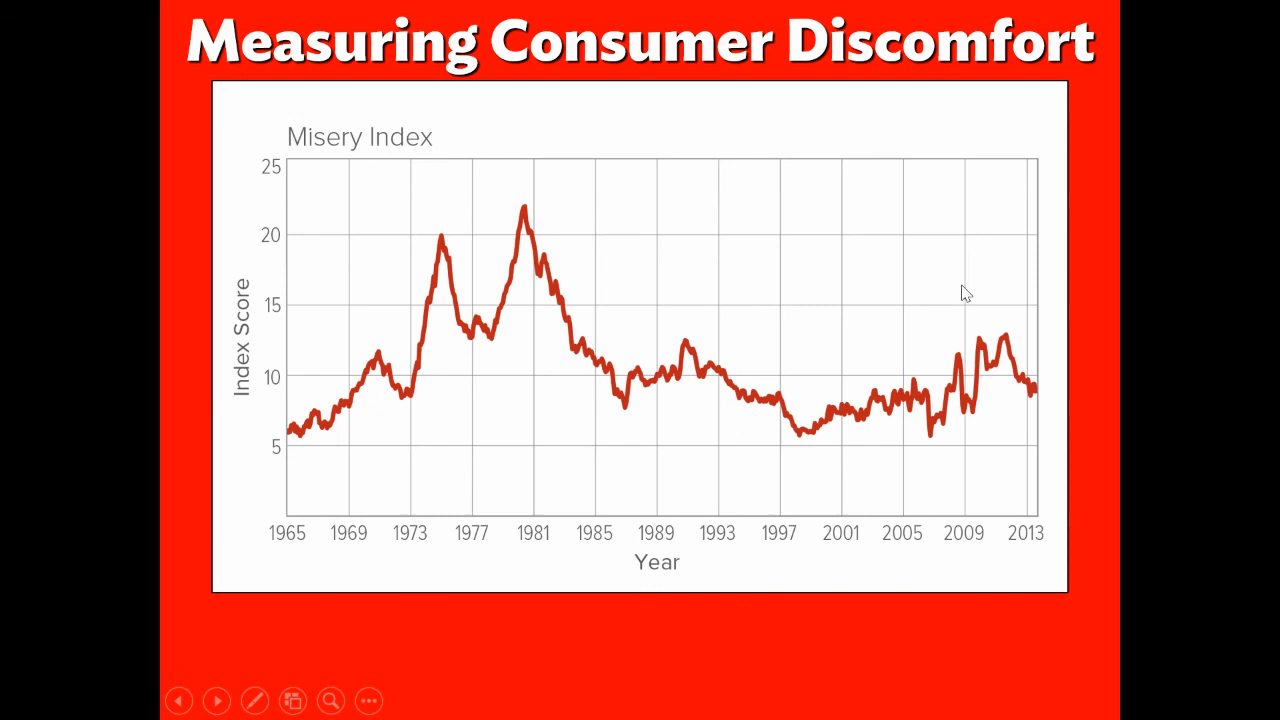 Measuring Consumer Discomfort
Misery Index
25
20
15
10
5
Index Score
1965 1969 1973 1977 1981 1985 1989 1993 1997 2001 2005 2009 2013
Year